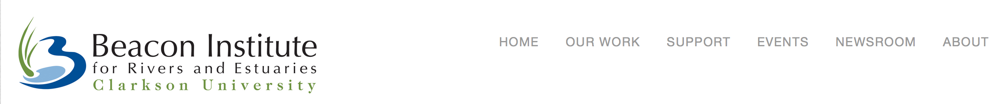 Beacon Institute
for Rivers and Estuaries
Clarkson University
HOME OUR WORK SUPPORT EVENTS NEWSROOM ABOUT